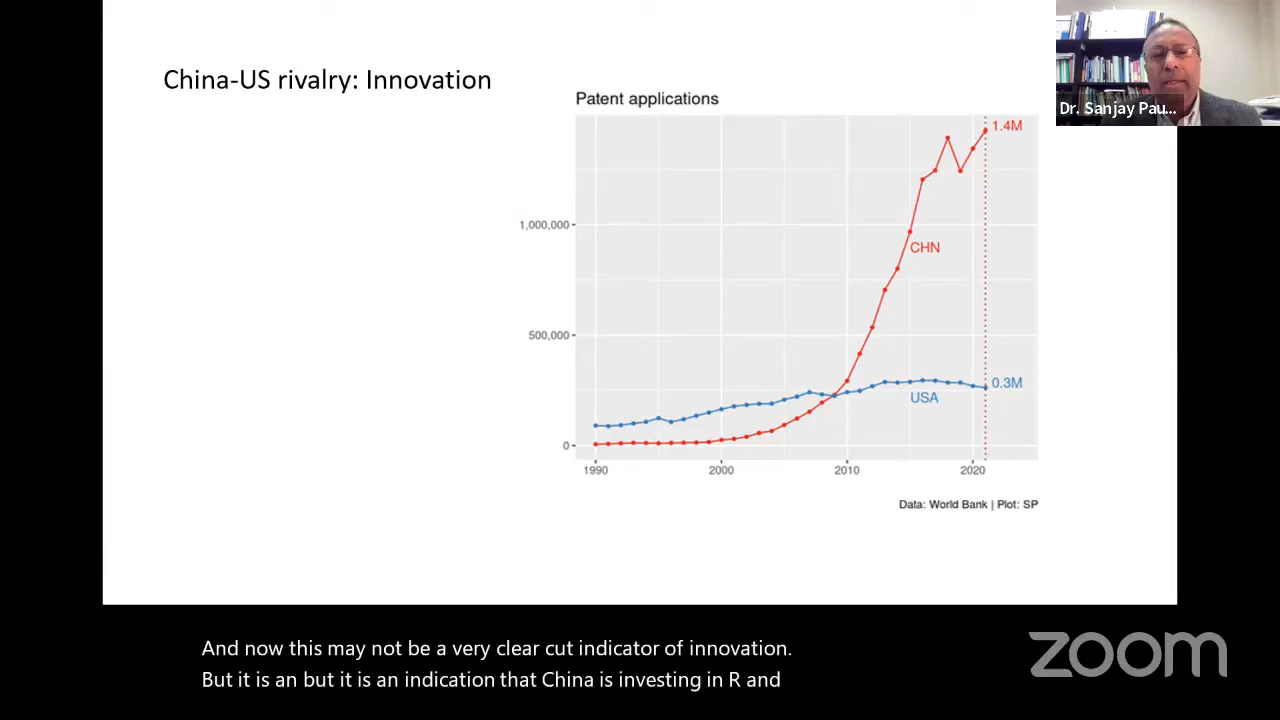 China-US rivalry: Innovation
Patent applications
Dr. Sanjay Pau...
1.4M
1,000,000
CHN
500,000
0.3M
USA
0
1990 2000 2010 2020
Data: World Bank | Plot: SP
And now this may not be a very clear cut indicator of innovation.
But it is an but it is an indication that China is investing in R and
zoom